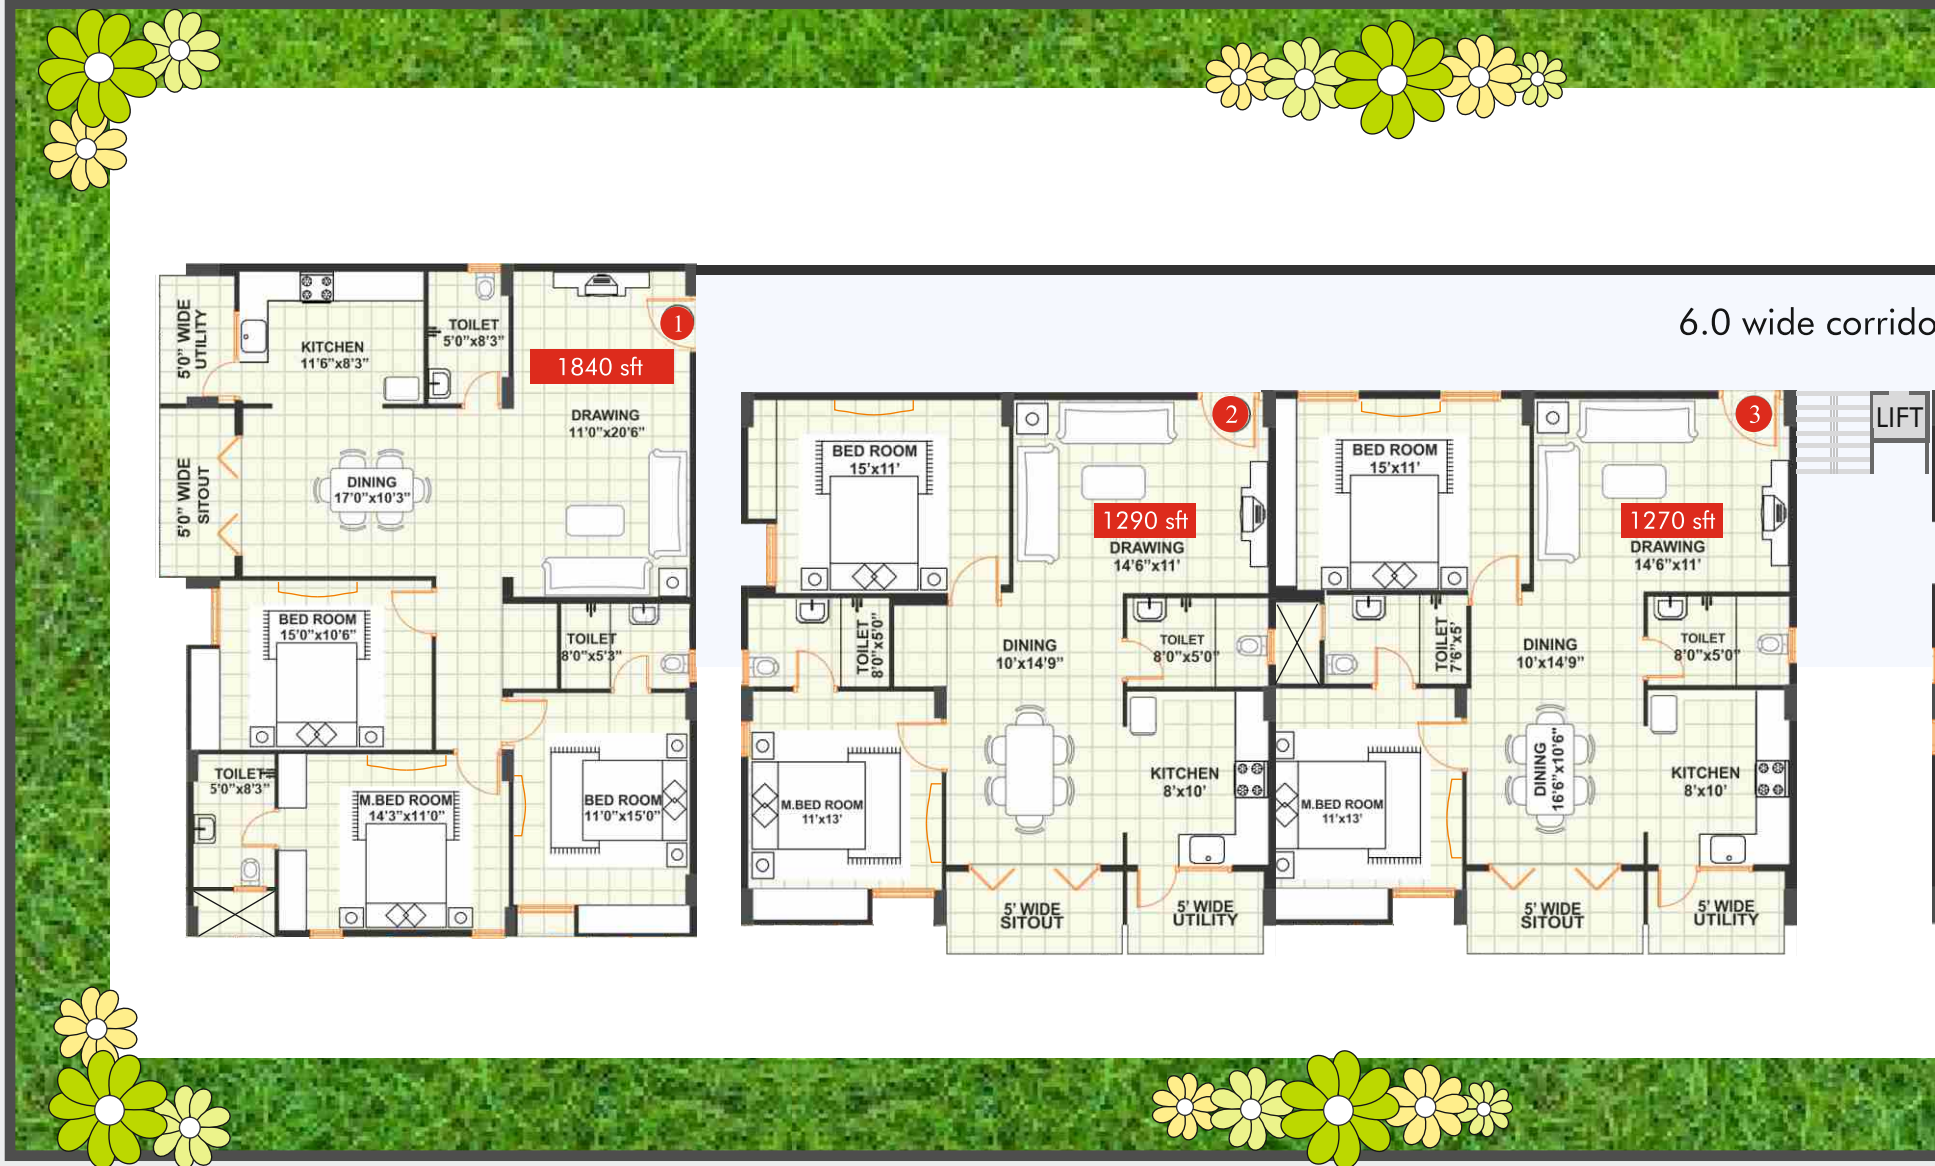 6.0 wide corrido
LIFT
1
1840 sft
5'0" WIDE
UTILITY
KITCHEN
11'6"x8'3"
TOILET
5'0"x8'3"
DRAWING
11'0"x20'6"
5'0" WIDE
SITOUT
DINING
17'0"x10'3"
BED ROOM
15'0"x10'6"
TOILET
8'0"x5'3"
TOILET
5'0"x8'3"
M.BED ROOM
14'3"x11'0"
BED ROOM
11'0"x15'0"
2
BED ROOM
15'x11'
1290 sft
DRAWING
14'6"x11'
TOILET
8'0"x5'0"
DINING
10'x14'9"
TOILET
8'0"x5'0"
M.BED ROOM
11'x13'
KITCHEN
8'x10'
5' WIDE
SITOUT
5' WIDE
UTILITY
3
BED ROOM
15'x11'
1270 sft
DRAWING
14'6"x11'
TOILET
7'6"x5'
DINING
10'x14'9"
TOILET
8'0"x5'0"
M.BED ROOM
11'x13'
DINING
16'6"x10'6"
KITCHEN
8'x10'
5' WIDE
SITOUT
5' WIDE
UTILITY